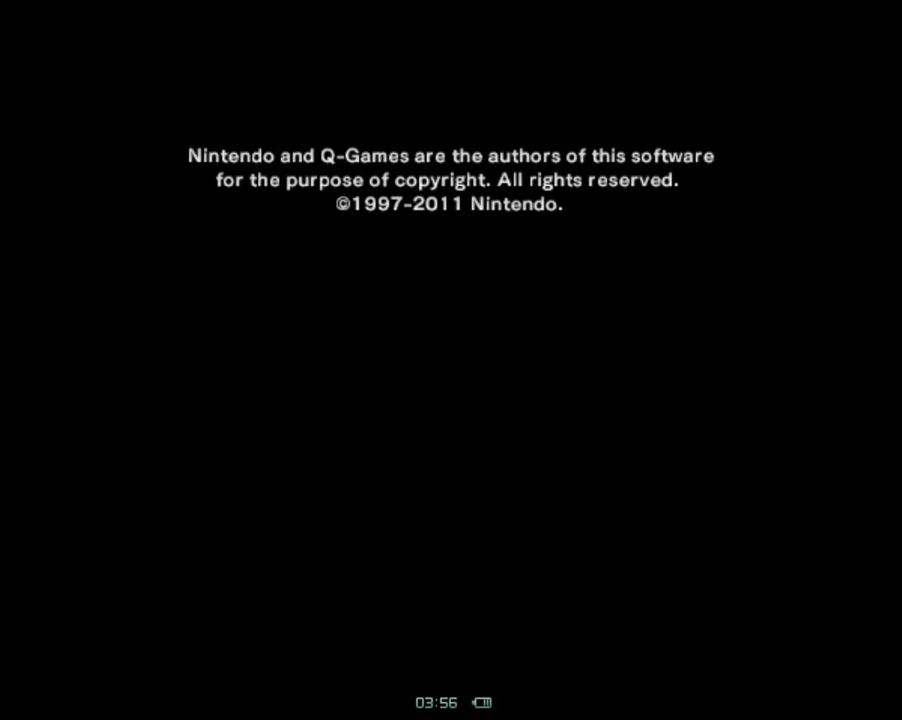 Nintendo and Q-Games are the authors of this software
for the purpose of copyright. All rights reserved.
©1997-2011 Nintendo.
03:56